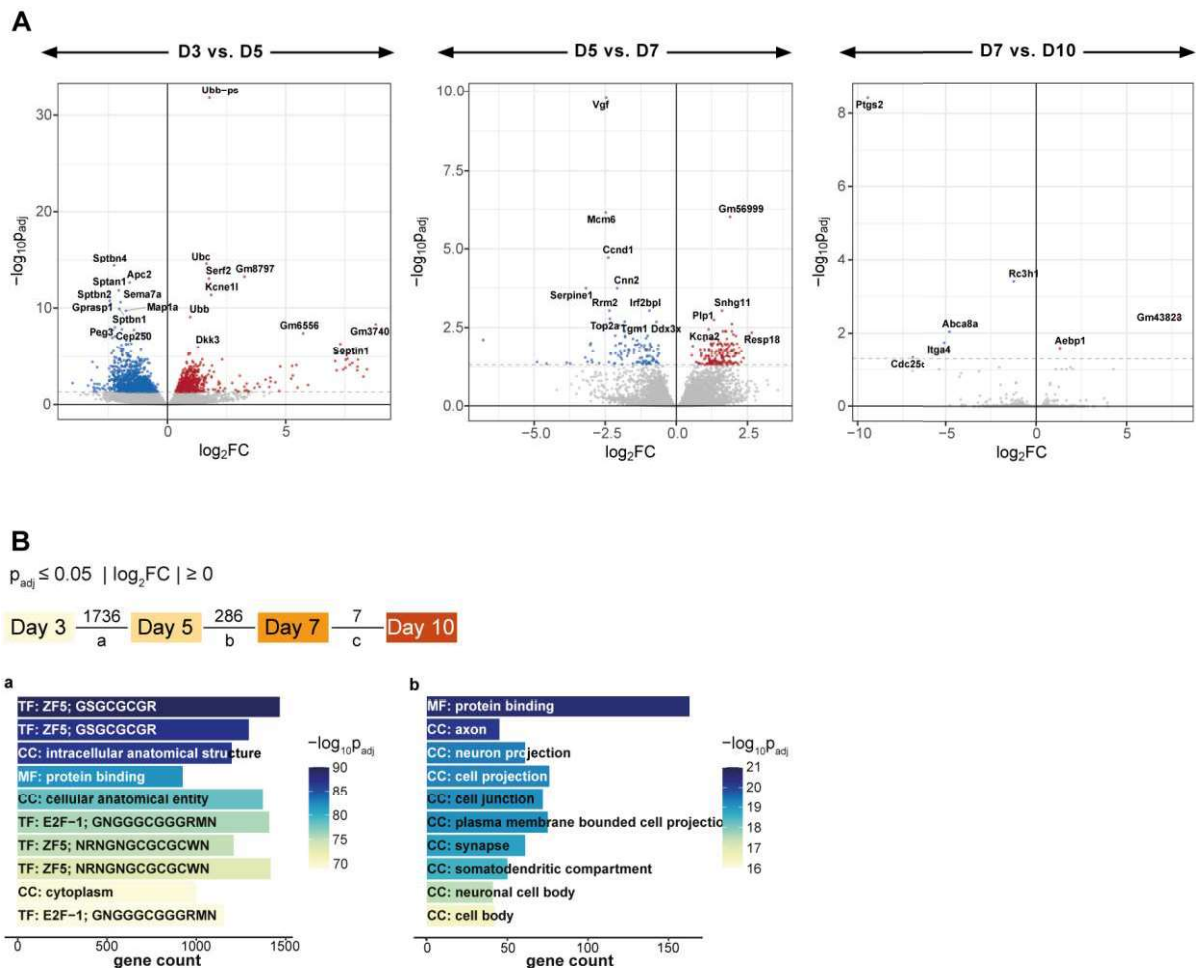 A
D3 vs. D5
D5 vs. D7
D7 vs. D10
Ubb-ps
Sptbn4
Ubc
Apc2
Serf2
Gm8797
Sptan1
Kcne1l
Sptbn2
Sema7a
Gprasp1
Map1a
Ubb
Sptbn1
Gm6556
Gm3740
Peg3
Cep250
Dkk3
Septin1
30
20
10
0
−log10padj
0
5
log2FC
Vgf
Mcm6
Gm56999
Ccnd1
Cnn2
Serpine1
Rrm2
Irf2bpl
Snhg11
Plp1
Top2a
Tgm1
Ddx3x
Kcna2
Resp18
10.0
7.5
5.0
2.5
0.0
−log10padj
−5.0
−2.5
0.0
2.5
log2FC
Ptgs2
Rc3h1
Abca8a
Gm43823
Itga4
Aebp1
Cdc25c
8
6
4
2
0
−log10padj
−10
−5
0
5
log2FC
B
padj ≤ 0.05 | log2FC | ≥ 0
Day 3
1736
a
Day 5
286
b
Day 7
7
c
Day 10
a
TF: ZF5; GSGCGCGR
TF: ZF5; GSGCGCGR
CC: intracellular anatomical structure
MF: protein binding
CC: cellular anatomical entity
TF: E2F−1; GNGGGCGGGRMN
TF: ZF5; NRNGNGCGCGCWN
TF: ZF5; NRNGNGCGCGCWN
CC: cytoplasm
TF: E2F−1; GNGGGCGGGRMN
0
500
1000
1500
gene count
−log10padj
90
85
80
75
70
b
MF: protein binding
CC: axon
CC: neuron projection
CC: cell projection
CC: cell junction
CC: plasma membrane bounded cell projectio
CC: synapse
CC: somatodendritic compartment
CC: neuronal cell body
CC: cell body
0
50
100
150
gene count
−log10padj
21
20
19
18
17
16